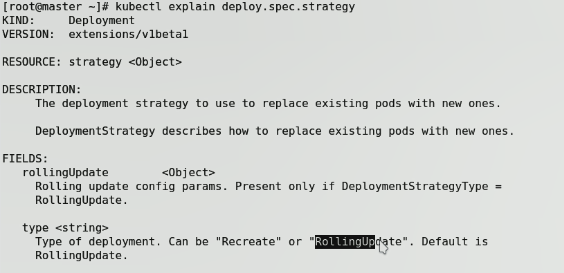 [root@master ~]# kubectl explain deploy.spec.strategy
KIND:     Deployment
VERSION:  extensions/v1beta1
RESOURCE: strategy <Object>
DESCRIPTION:
     The deployment strategy to use to replace existing pods with new ones.
     DeploymentStrategy describes how to replace existing pods with new ones.
FIELDS:
   rollingUpdate        <Object>
     Rolling update config params. Present only if DeploymentStrategyType =
     RollingUpdate.
   type <string>
     Type of deployment. Can be "Recreate" or "RollingUpdate". Default is
     RollingUpdate.